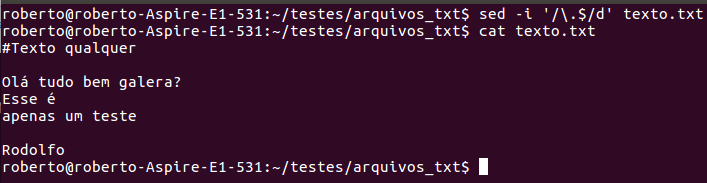 roberto@roberto-Aspire-E1-531:~/testes/arquivos_txt$ sed -i '/\.$/d' texto.txt
roberto@roberto-Aspire-E1-531:~/testes/arquivos_txt$ cat texto.txt
#Texto qualquer

Olá tudo bem galera?
Esse é
apenas um teste

Rodolfo
roberto@roberto-Aspire-E1-531:~/testes/arquivos_txt$